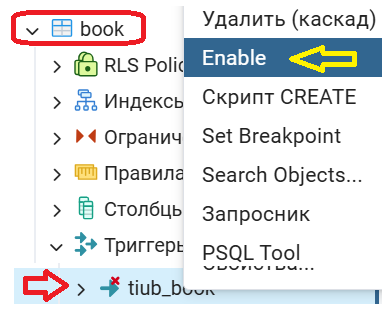 book
RLS Polic
Индексы
Огранич
Правила
Столбцы
Триггеры
tiub_book
Удалить (каскад)
Enable
Скрипт CREATE
Set Breakpoint
Search Objects...
Запросник
PSQL Tool
Свойства...